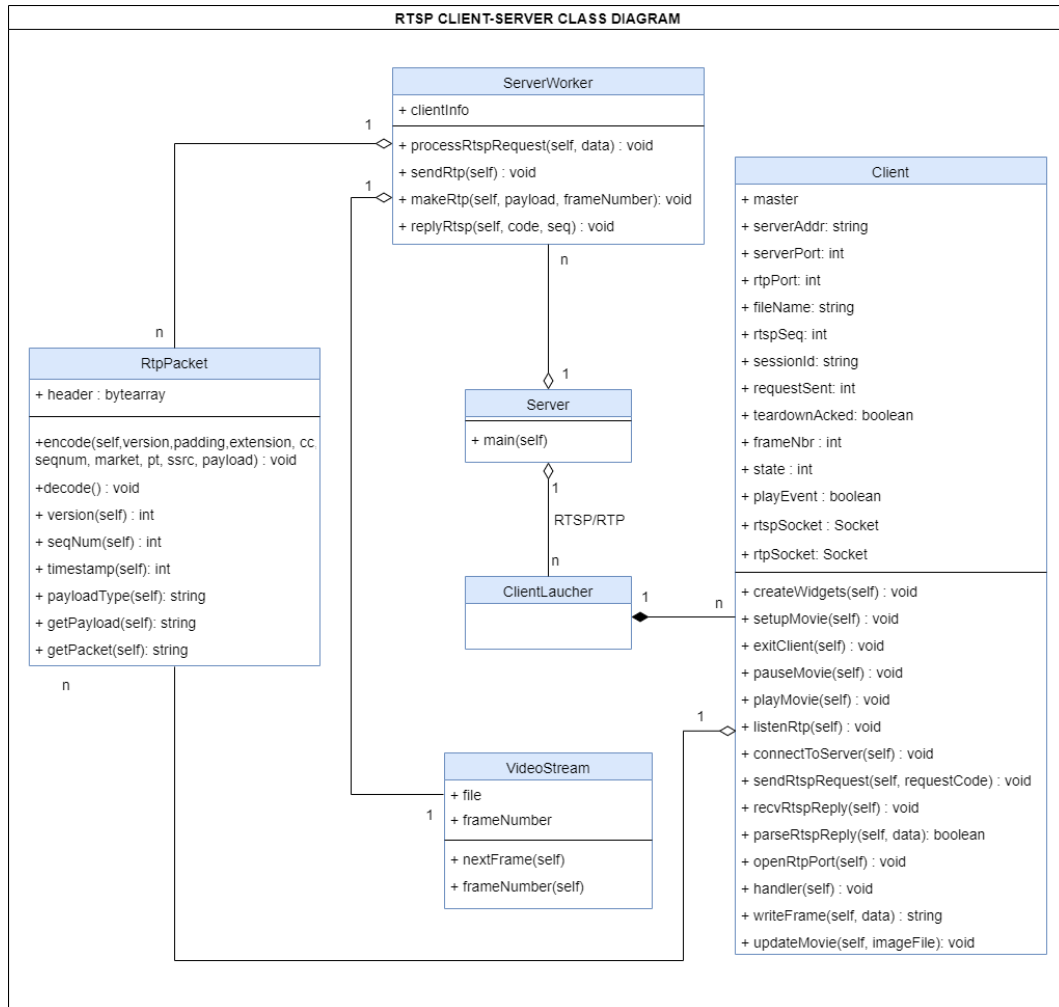 RTSP CLIENT-SERVER CLASS DIAGRAM
ServerWorker
+ clientInfo
+ processRtspRequest(self, data) : void
+ sendRtp(self) : void
+ makeRtp(self, payload, frameNumber): void
+ replyRtsp(self, code, seq) : void
1
1
n
n
RtpPacket
+ header : bytearray
+encode(self,version,padding,extension, cc,
seqnum, market, pt, ssrc, payload) : void
+decode() : void
+ version(self) : int
+ seqNum(self) : int
+ timestamp(self): int
+ payloadType(self): string
+ getPayload(self): string
+ getPacket(self): string
n
1
Server
+ main(self)
1
RTSP/RTP
n
ClientLaucher
1
n
1
VideoStream
+ file
+ frameNumber
+ nextFrame(self)
+ frameNumber(self)
1
Client
+ master
+ serverAddr: string
+ serverPort: int
+ rtpPort: int
+ fileName: string
+ rtspSeq: int
+ sessionId: string
+ requestSent: int
+ teardownAcked: boolean
+ frameNbr : int
+ state : int
+ playEvent : boolean
+ rtspSocket : Socket
+ rtpSocket: Socket
+ createWidgets(self) : void
+ setupMovie(self) : void
+ exitClient(self) : void
+ pauseMovie(self) : void
+ playMovie(self) : void
+ listenRtp(self) : void
+ connectToServer(self) : void
+ sendRtspRequest(self, requestCode) : void
+ recvRtspReply(self) : void
+ parseRtspReply(self, data): boolean
+ openRtpPort(self) : void
+ handler(self) : void
+ writeFrame(self, data) : string
+ updateMovie(self, imageFile): void